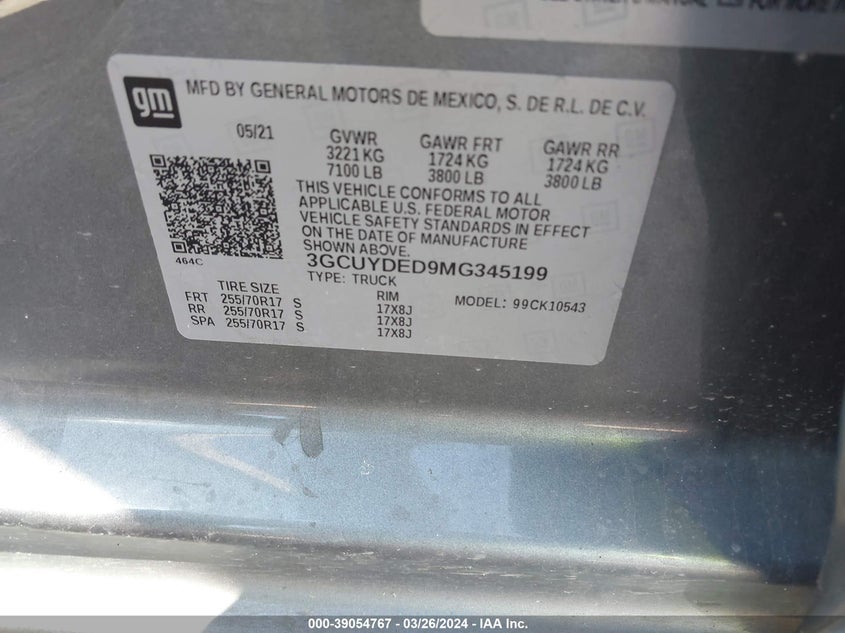 gm
MFD BY GENERAL MOTORS DE MEXICO, S. DE R.L. DE C.V.
05/21 GVWR GAWR FRT GAWR RR
3221 KG 1724 KG 1724 KG
7100 LB 3800 LB 3800 LB
THIS VEHICLE CONFORMS TO ALL
APPLICABLE U.S. FEDERAL MOTOR
VEHICLE SAFETY STANDARDS IN EFFECT
ON THE DATE OF MANUFACTURE
SHOWN ABOVE.
464C
3GCUYDED9MG345199
TYPE: TRUCK
TIRE SIZE RIM MODEL: 99CK10543
FRT 255/70R17 S 17X8J
RR 255/70R17 S 17X8J
SPA 255/70R17 S 17X8J
000-39054767 - 03/26/2024 - IAA Inc.